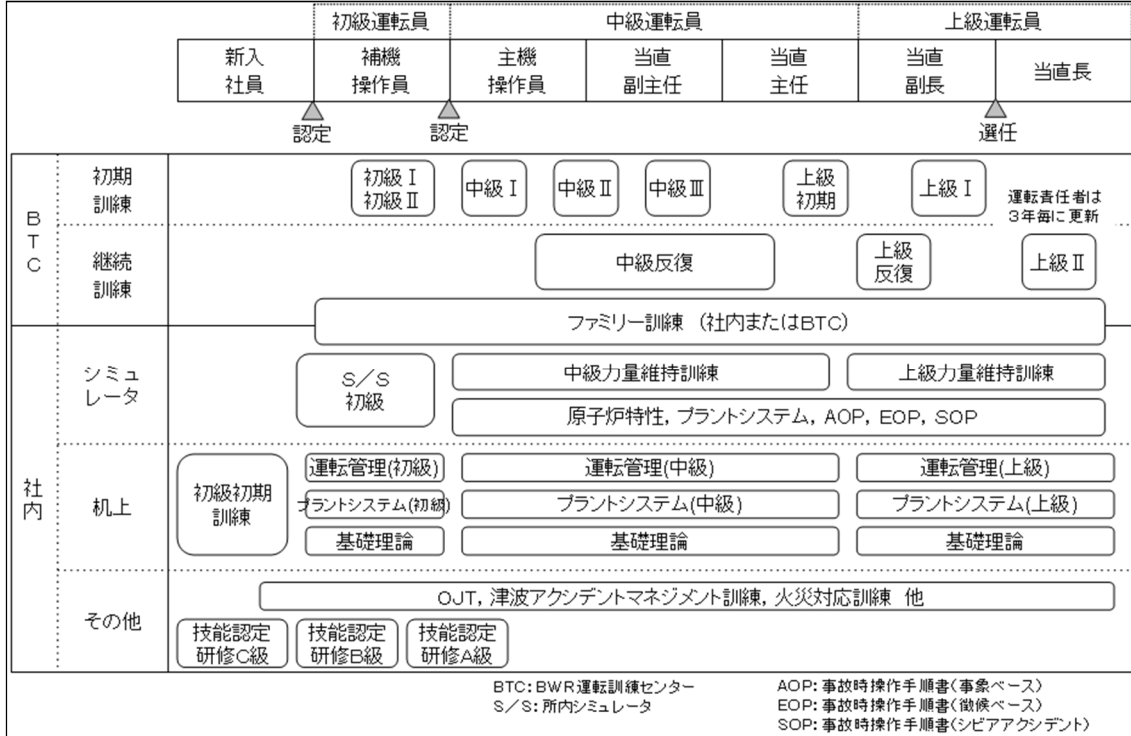 初級運転員 中級運転員 上級運転員
新入 補機 主機 当直 当直 当直 当直長
社員 操作員 操作員 副主任 主任 副長
認定 認定 選任
BTC
初期
訓練
初級Ⅰ
初級Ⅱ
中級Ⅰ
中級Ⅱ
中級Ⅲ
上級
初期
上級Ⅰ
運転責任者は
3年毎に更新
継続
訓練
中級反復
上級
反復
上級Ⅱ
ファミリー訓練 (社内またはBTC)
社内
シミュ
レータ
S/S
初級
中級力量維持訓練
上級力量維持訓練
原子炉特性,プラントシステム,AOP,EOP,SOP
机上
初級初期
訓練
運転管理(初級) 運転管理(中級) 運転管理(上級)
プラントシステム(初級) プラントシステム(中級) プラントシステム(上級)
基礎理論 基礎理論 基礎理論
その他
OJT,津波アクシデントマネジメント訓練,火災対応訓練 他
技能認定 技能認定 技能認定
研修C級 研修B級 研修A級
BTC:BWR運転訓練センター
S/S:所内シミュレータ
AOP:事故時操作手順書(事象ベース)
EOP:事故時操作手順書(徴候ベース)
SOP:事故時操作手順書(シビアアクシデント)